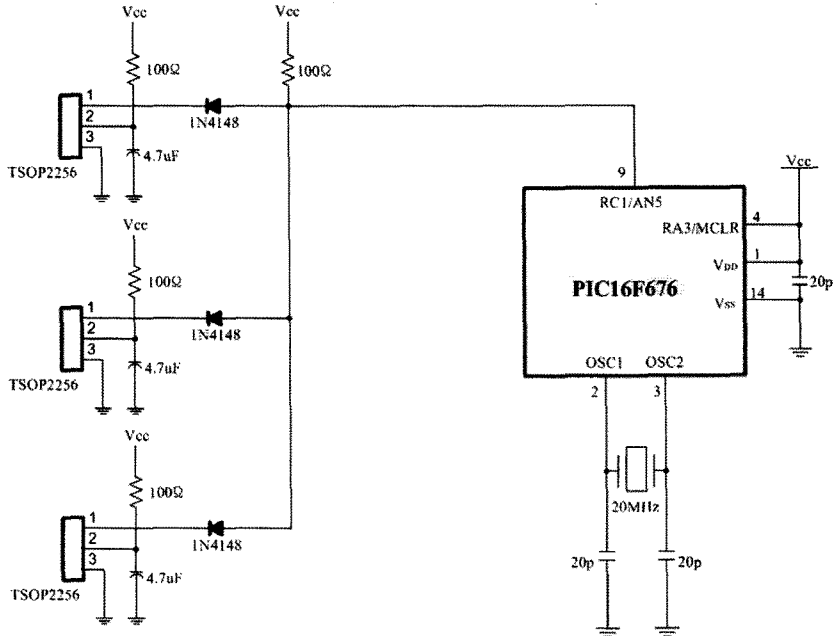 Vcc
Vcc
100Ω
100Ω
1
2
3
1N4148
4.7uF
TSOP2256
9
RC1/AN5
Vcc
RA3/MCLR
4
VDD
1
PIC16F676
20p
VSS
14
OSC1
OSC2
2
3
20MHz
20p
20p
Vcc
100Ω
1
2
3
1N4148
4.7uF
TSOP2256
Vcc
100Ω
1
2
3
1N4148
4.7uF
TSOP2256